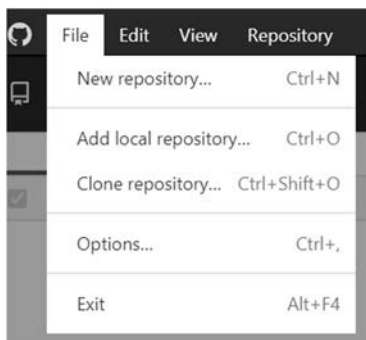 File Edit View Repository
New repository... Ctrl+N
Add local repository... Ctrl+O
Clone repository... Ctrl+Shift+O
Options... Ctrl+,
Exit Alt+F4